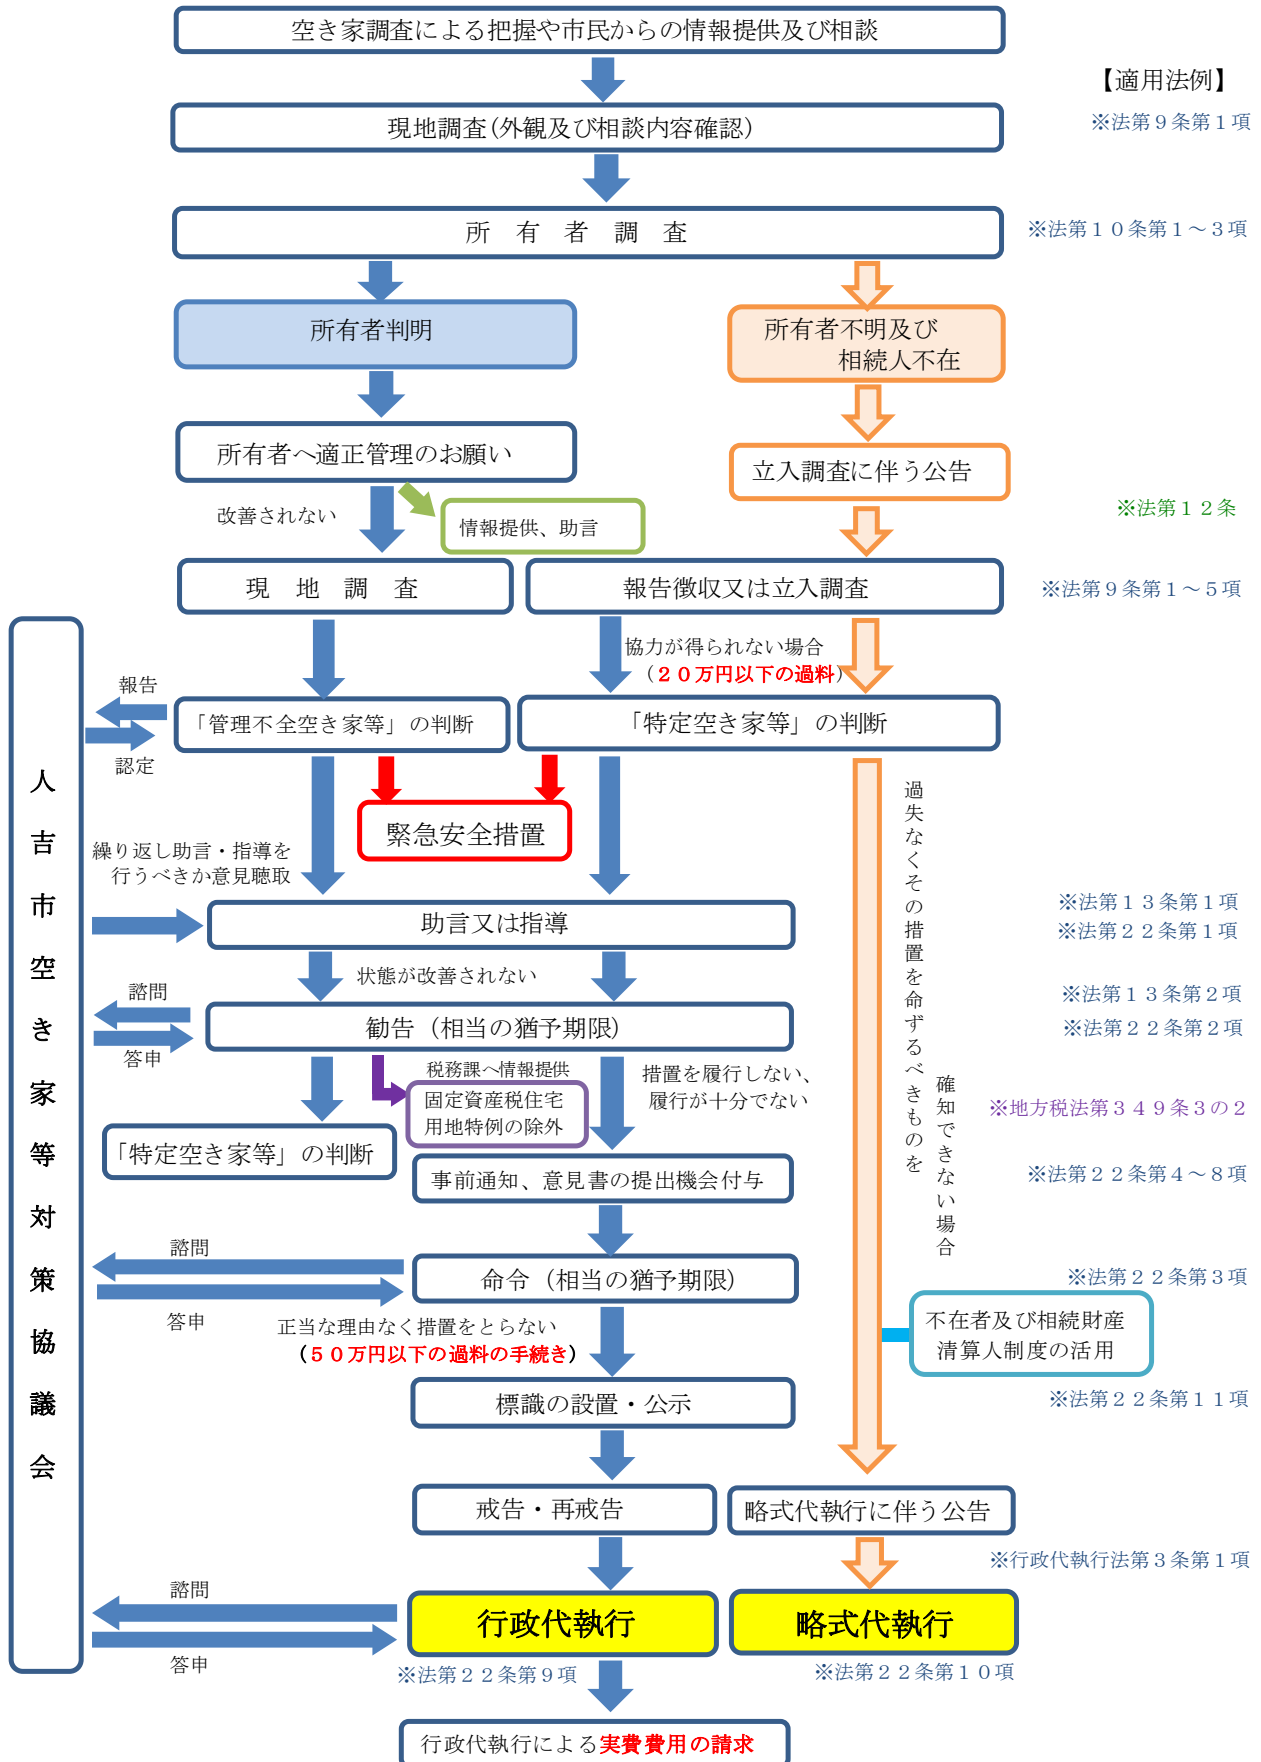 空き家調査による把握や市民からの情報提供及び相談
【適用法例】
現地調査(外観及び相談内容確認)
※法第９条第１項
所　有　者　調　査
※法第１０条第１～３項
所有者判明
所有者不明及び
相続人不在
所有者へ適正管理のお願い
立入調査に伴う公告
改善されない
情報提供、助言
※法第１２条
現　地　調　査
報告徴収又は立入調査
※法第９条第１～５項
協力が得られない場合
（２０万円以下の過料）
報告
認定
「管理不全空き家等」の判断
「特定空き家等」の判断
緊急安全措置
人吉市空き家等対策協議会
過失なくその措置を命ずるべきものを
確知できない場合
繰り返し助言・指導を
行うべきか意見聴取
助言又は指導
※法第１３条第１項
※法第２２条第１項
状態が改善されない
諮問
答申
勧告（相当の猶予期限）
※法第１３条第２項
※法第２２条第２項
税務課へ情報提供
固定資産税住宅
用地特例の除外
措置を履行しない、
履行が十分でない
※地方税法第３４９条３の２
「特定空き家等」の判断
事前通知、意見書の提出機会付与
※法第２２条第４～８項
諮問
答申
命令（相当の猶予期限）
※法第２２条第３項
正当な理由なく措置をとらない
（５０万円以下の過料の手続き）
不在者及び相続財産
清算人制度の活用
標識の設置・公示
※法第２２条第１１項
戒告・再戒告
略式代執行に伴う公告
※行政代執行法第３条第１項
諮問
答申
行政代執行
略式代執行
※法第２２条第９項
※法第２２条第１０項
行政代執行による実費費用の請求